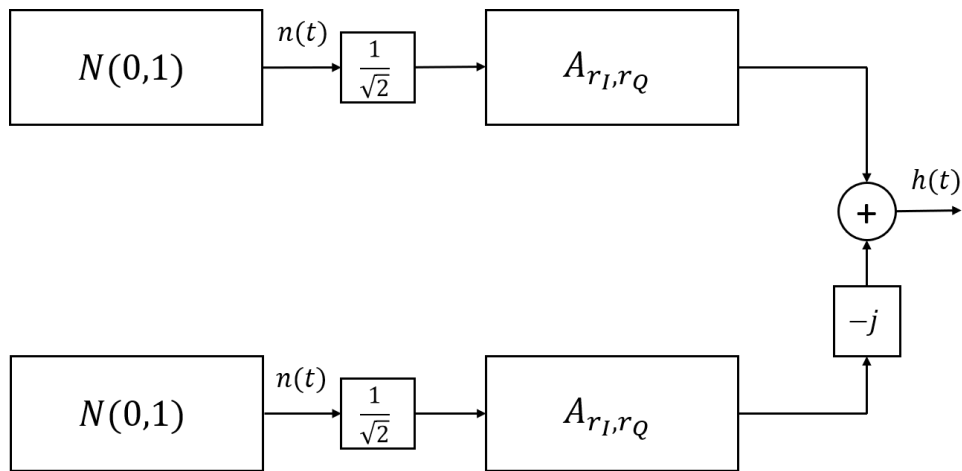 N(0,1)
n(t)
1
√2
A_{r_I,r_Q}
h(t)
+
−j
N(0,1)
n(t)
1
√2
A_{r_I,r_Q}